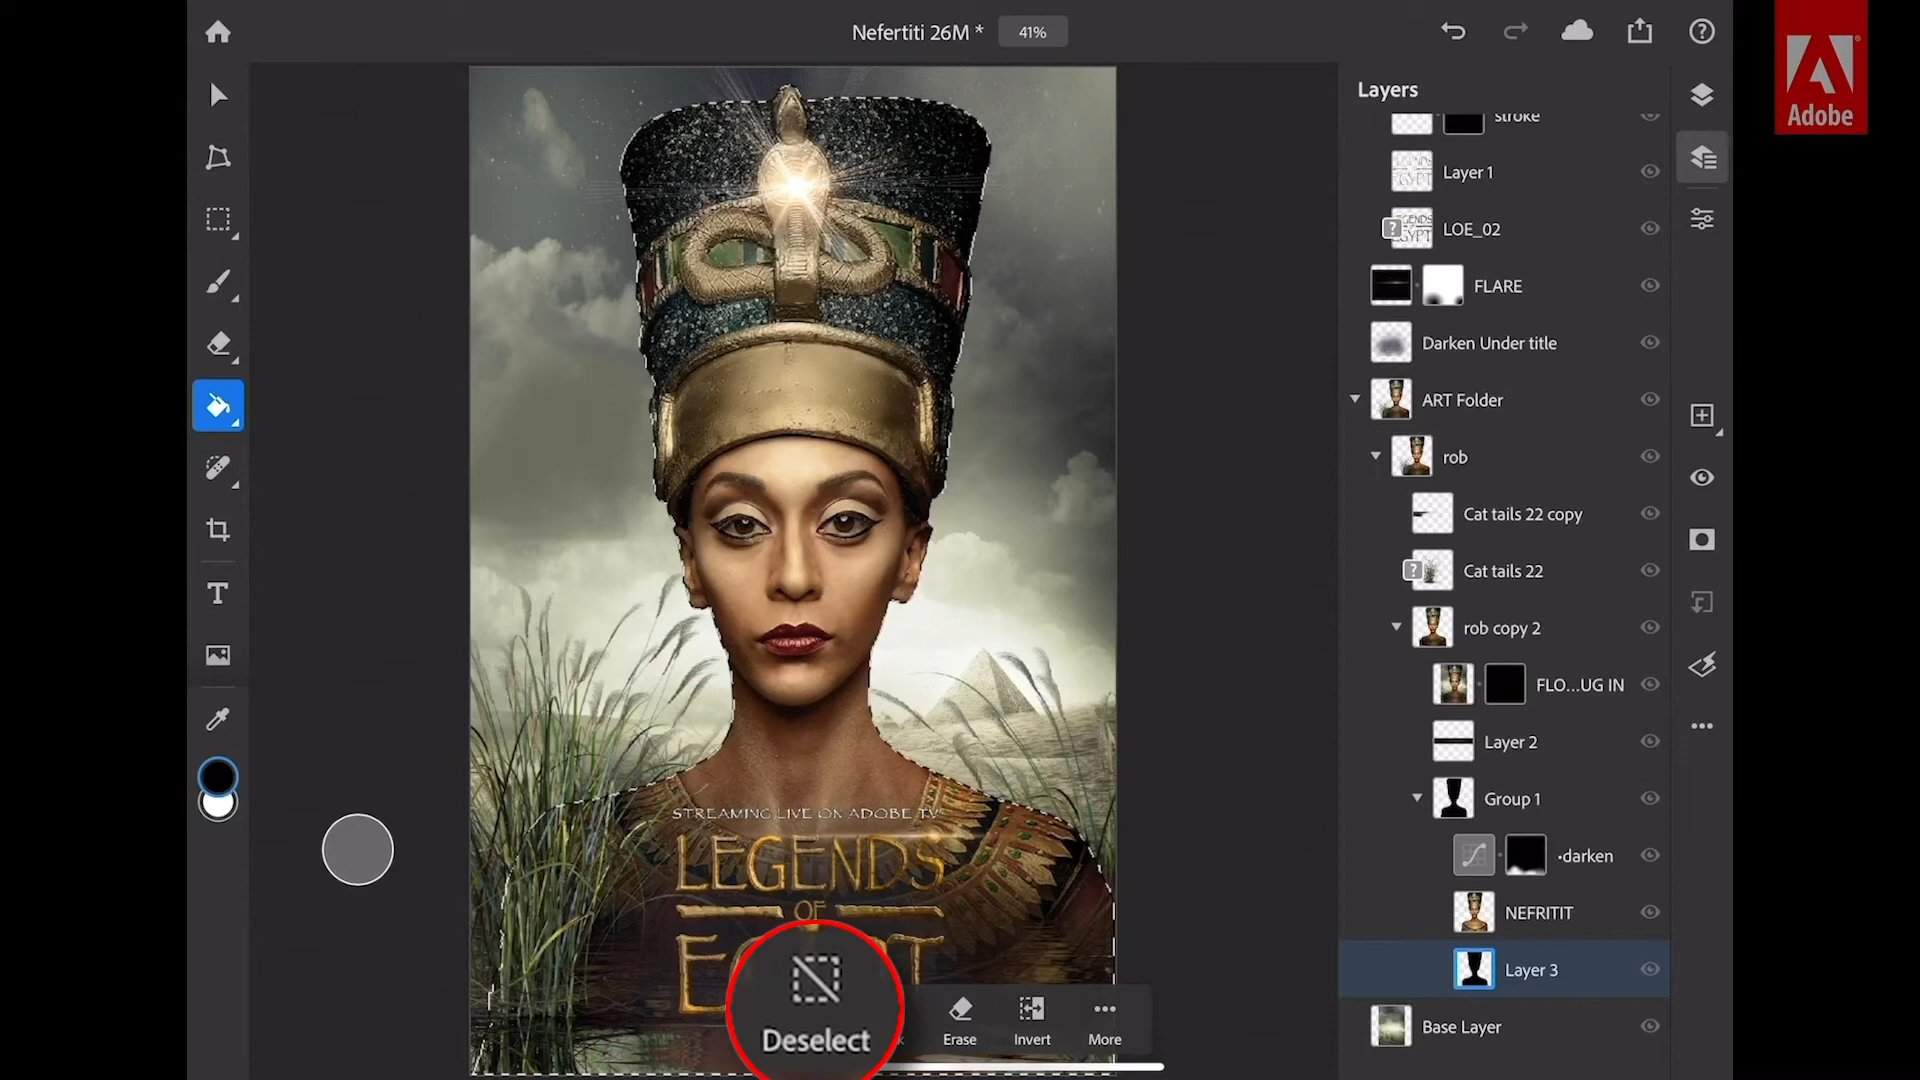 Nefertiti 26M *
41%
Adobe
Layers
stroke
Layer 1
LOE_02
FLARE
Darken Under title
ART Folder
rob
Cat tails 22 copy
Cat tails 22
rob copy 2
FLO...UG IN
Layer 2
Group 1
•darken
NEFRITIT
Layer 3
Base Layer
STREAMING LIVE ON ADOBE TV
LEGENDS
OF
Deselect
Erase
Invert
More